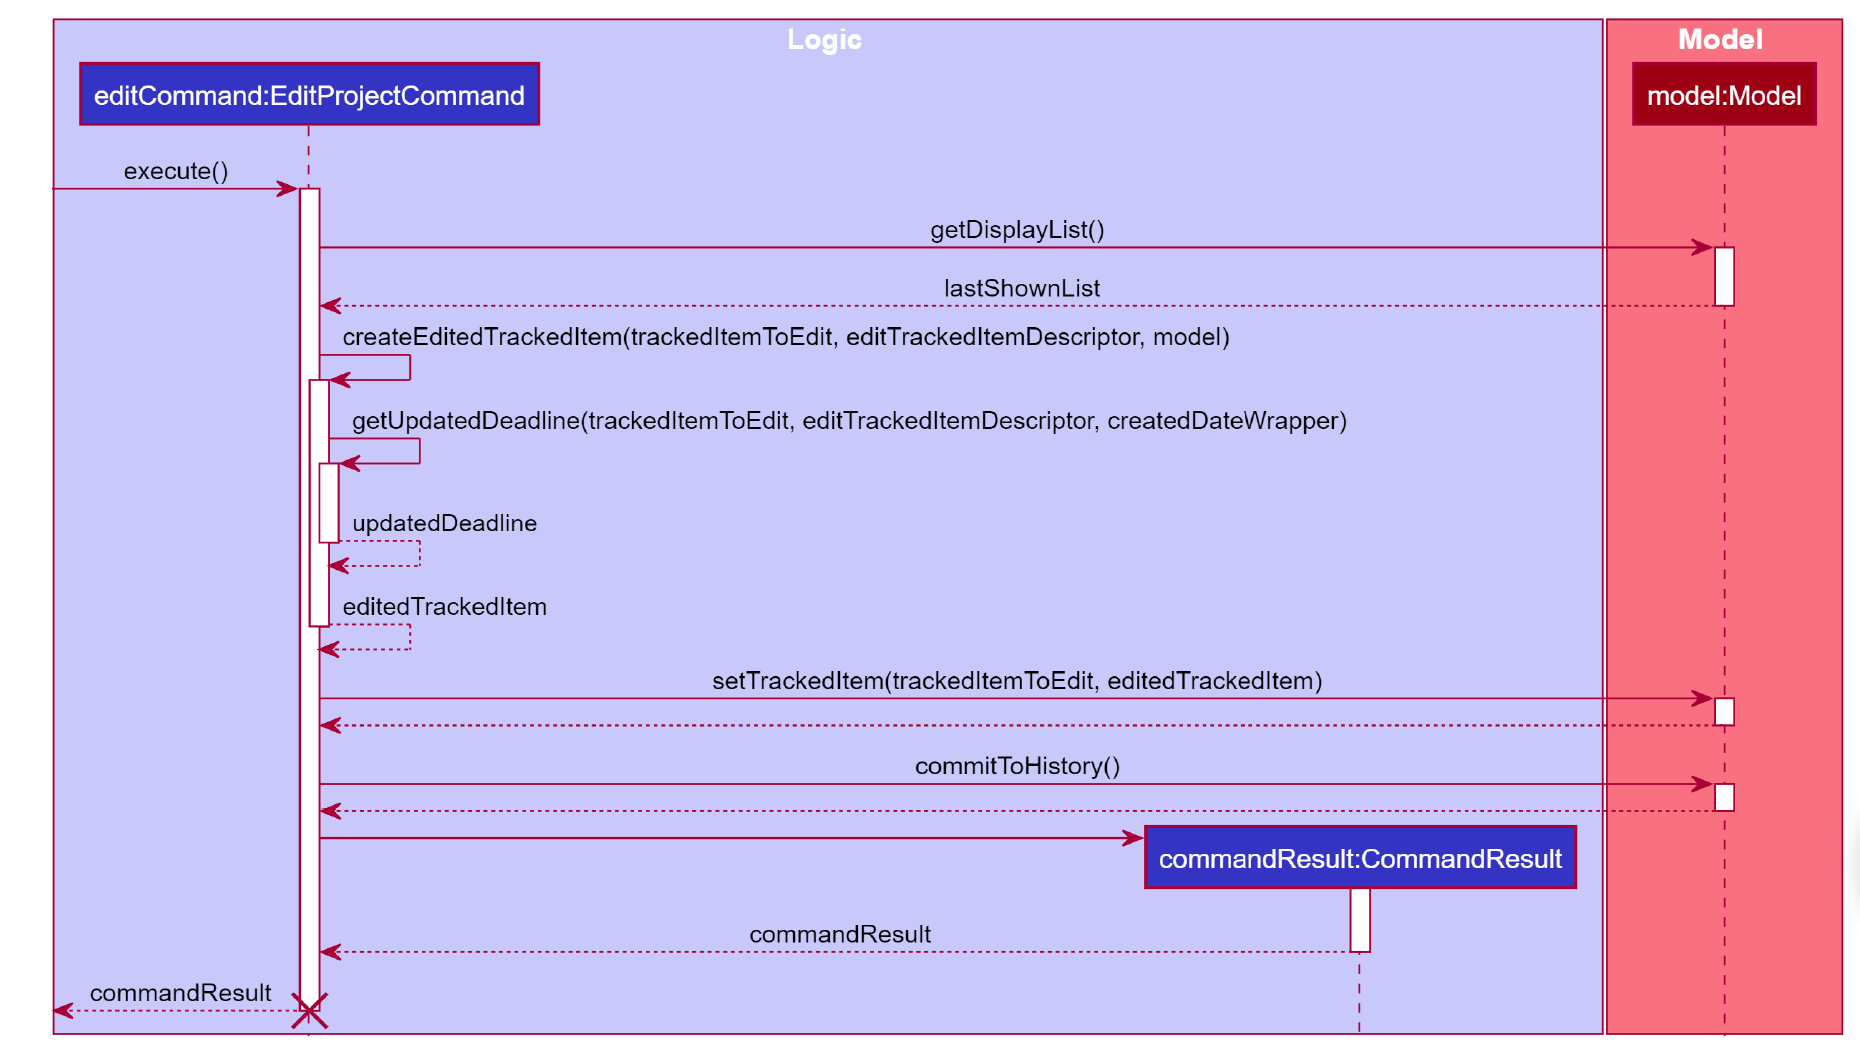 Logic
Model
editCommand:EditProjectCommand
model:Model
execute()
getDisplayList()
lastShownList
createEditedTrackedItem(trackedItemToEdit, editTrackedItemDescriptor, model)
getUpdatedDeadline(trackedItemToEdit, editTrackedItemDescriptor, createdDateWrapper)
updatedDeadline
editedTrackedItem
setTrackedItem(trackedItemToEdit, editedTrackedItem)
commitToHistory()
commandResult:CommandResult
commandResult
commandResult